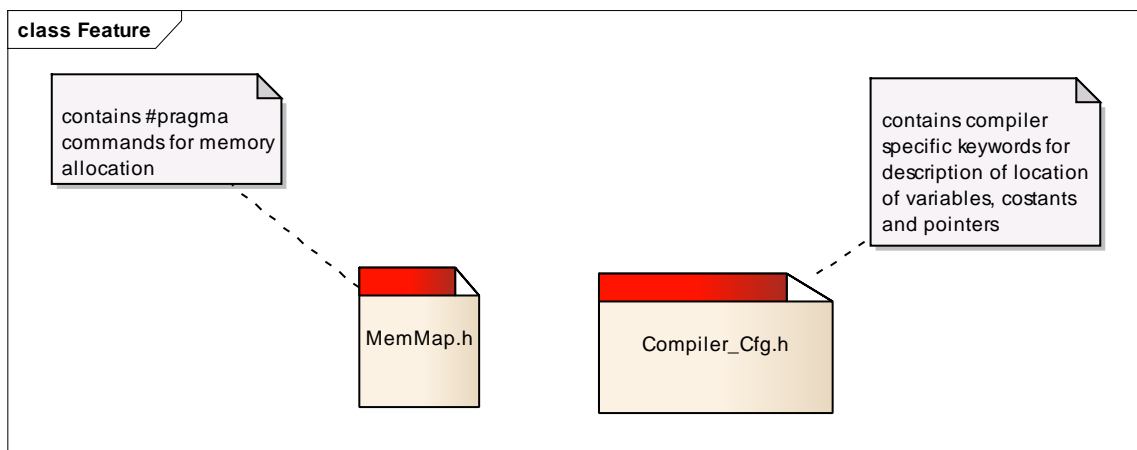 class Feature
contains #pragma
commands for memory
allocation
contains compiler
specific keywords for
description of location
of variables, costants
and pointers
MemMap.h
Compiler_Cfg.h